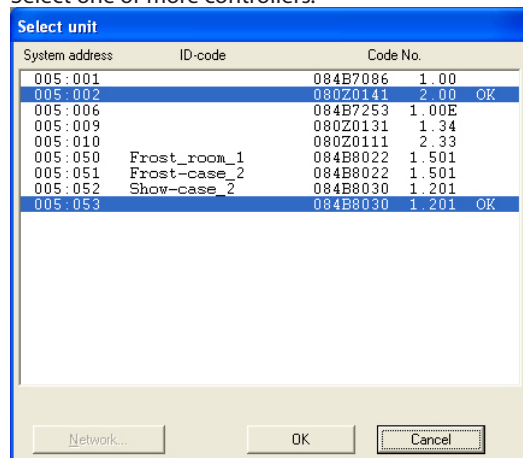 Select one or more controllers.
Select unit
System address ID-code Code No.
005:001 084B7086 1.00
005:002 080Z0141 2.00 OK
005:006 084B7253 1.00E
005:009 080Z0131 1.34
005:010 080Z0111 2.33
005:050 Frost_room_1 084B8022 1.501
005:051 Frost-case_2 084B8022 1.501
005:052 Show-case_2 084B8030 1.201
005:053 084B8030 1.201 OK
Network... OK Cancel